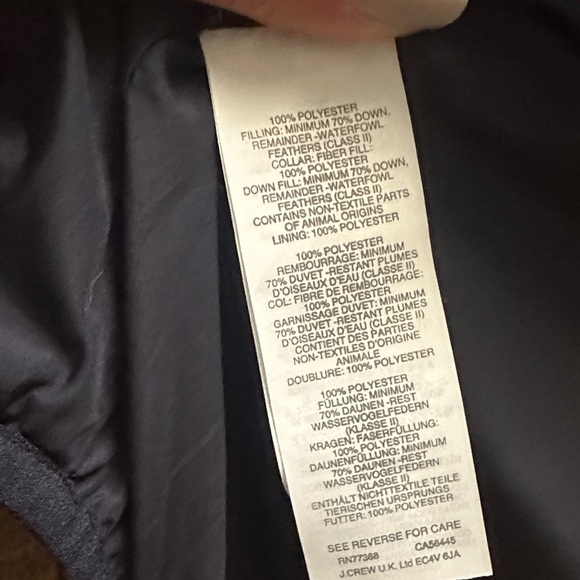 100% POLYESTER
FILLING: MINIMUM 70% DOWN,
REMAINDER -WATERFOWL
FEATHERS (CLASS II)
COLLAR: FIBER FILL:
100% POLYESTER
DOWN FILL: MINIMUM 70% DOWN,
REMAINDER -WATERFOWL
FEATHERS (CLASS II)
CONTAINS NON-TEXTILE PARTS
OF ANIMAL ORIGINS
LINING: 100% POLYESTER
100% POLYESTER
REMBOURRAGE: MINIMUM
70% DUVET -RESTANT PLUMES
D'OISEAUX D'EAU (CLASSE II)
COL: FIBRE DE REMBOURRAGE:
100% POLYESTER
GARNISSAGE DUVET: MINIMUM
70% DUVET -RESTANT PLUMES
D'OISEAUX D'EAU (CLASSE II)
CONTIENT DES PARTIES
NON-TEXTILES D'ORIGINE
ANIMALE
DOUBLURE: 100% POLYESTER
100% POLYESTER
FÜLLUNG: MINIMUM
70% DAUNEN -REST
WASSERVOGELFEDERN
(KLASSE II)
KRAGEN: FASERFÜLLUNG:
100% POLYESTER
DAUNENFÜLLUNG: MINIMUM
70% DAUNEN -REST
WASSERVOGELFEDERN
(KLASSE II)
ENTHÄLT NICHTTEXTILE TEILE
TIERISCHEN URSPRUNGS
FUTTER: 100% POLYESTER
SEE REVERSE FOR CARE
RN77388 CA56445
J.CREW U.K. Ltd EC4V 6JA